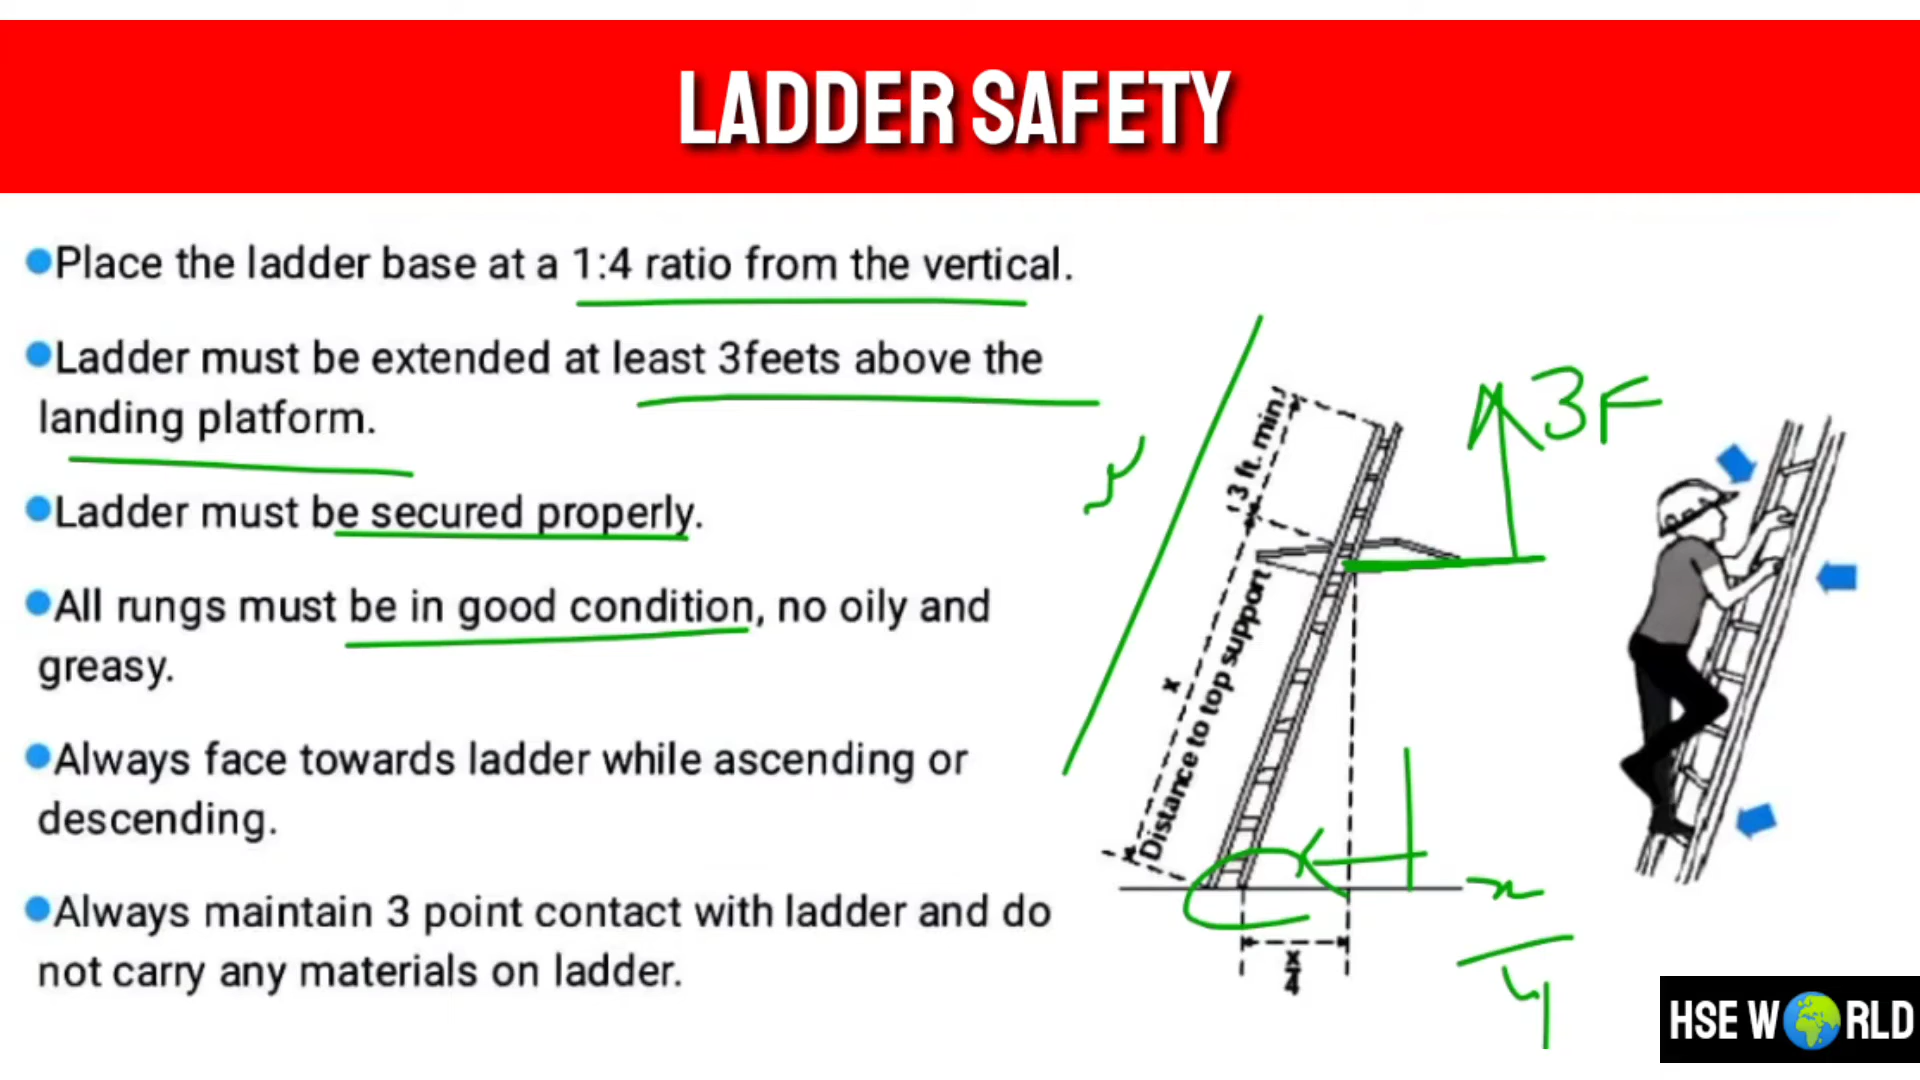 LADDER SAFETY
Place the ladder base at a 1:4 ratio from the vertical.
Ladder must be extended at least 3feets above the
landing platform.
Ladder must be secured properly.
All rungs must be in good condition, no oily and
greasy.
Always face towards ladder while ascending or
descending.
Always maintain 3 point contact with ladder and do
not carry any materials on ladder.
3 ft. min.
3F
x
Distance to top support
x
4
x
4
HSE W RLD